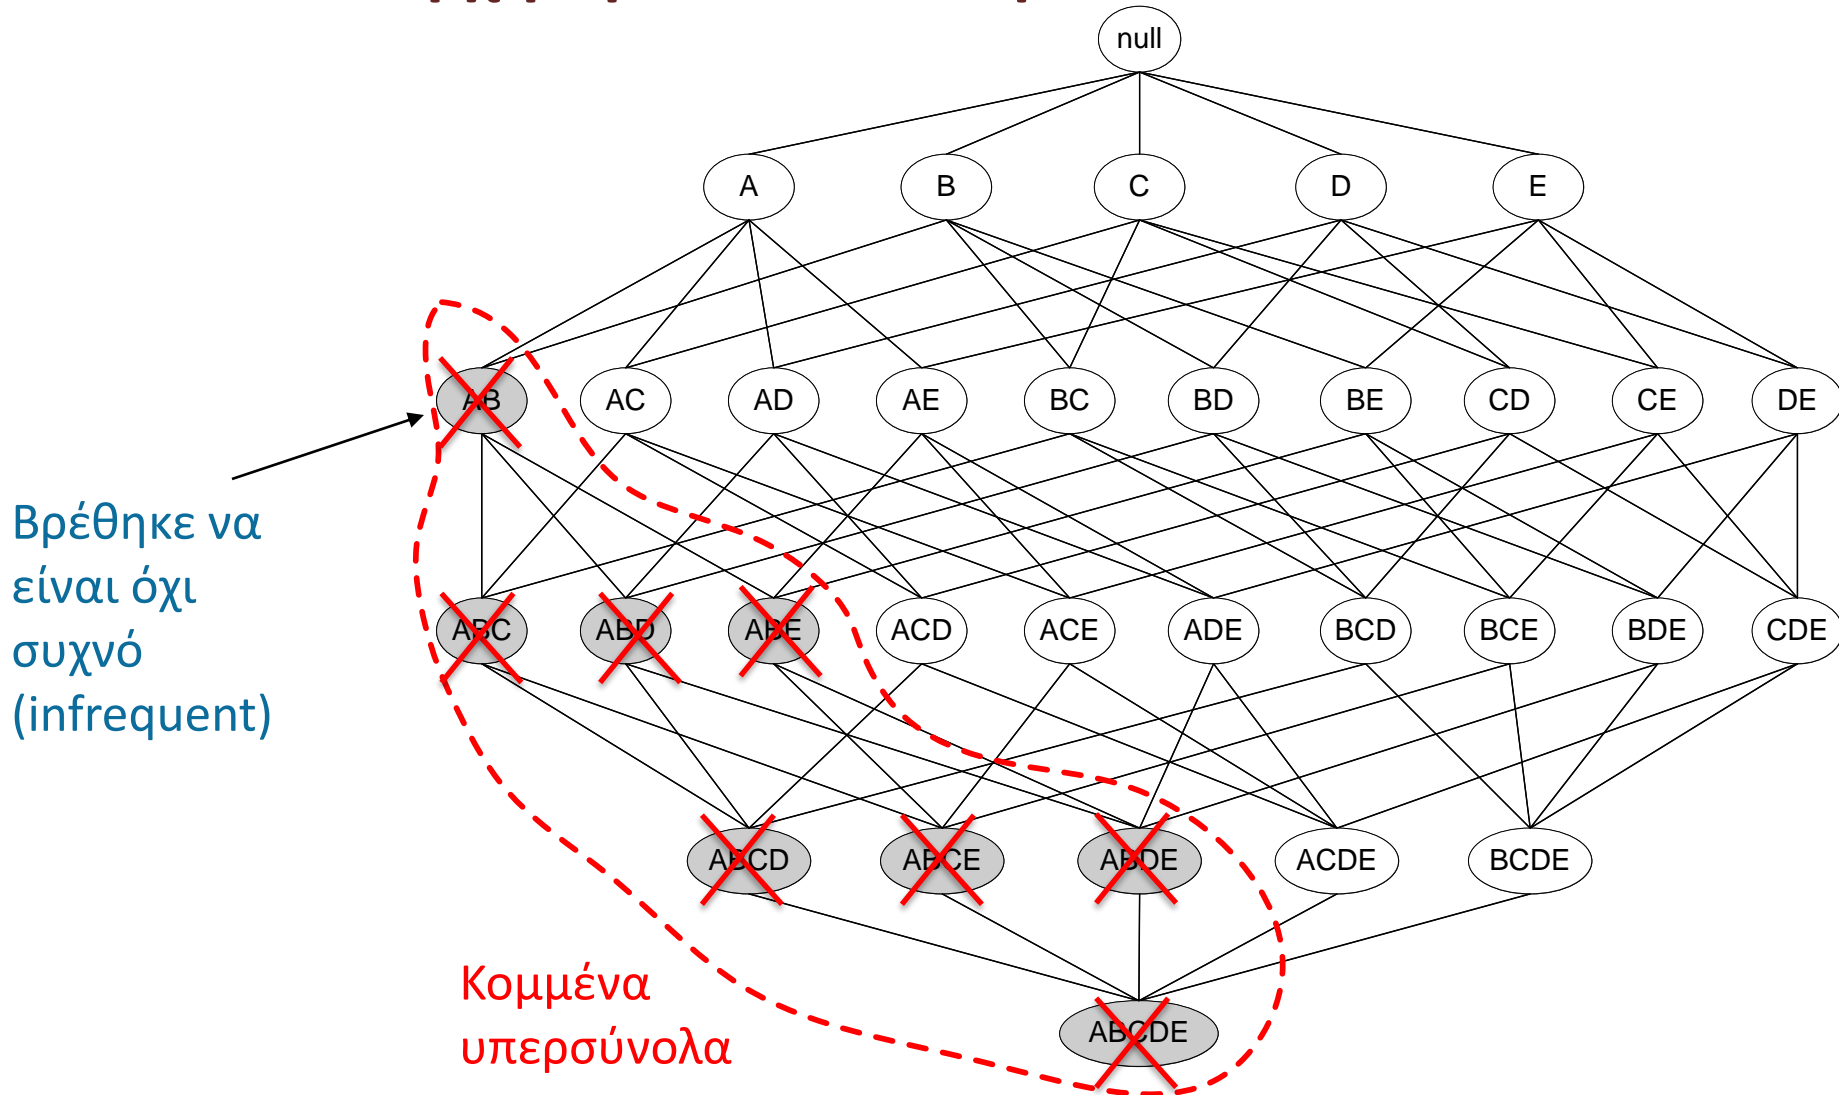 null
A B C D E
AB AC AD AE BC BD BE CD CE DE
Βρέθηκε να
είναι όχι
συχνό
(infrequent)
ABC ABD ABE ACD ACE ADE BCD BCE BDE CDE
ABCD ABCE ABDE ACDE BCDE
Κομμένα
υπερσύνολα
ABCDE